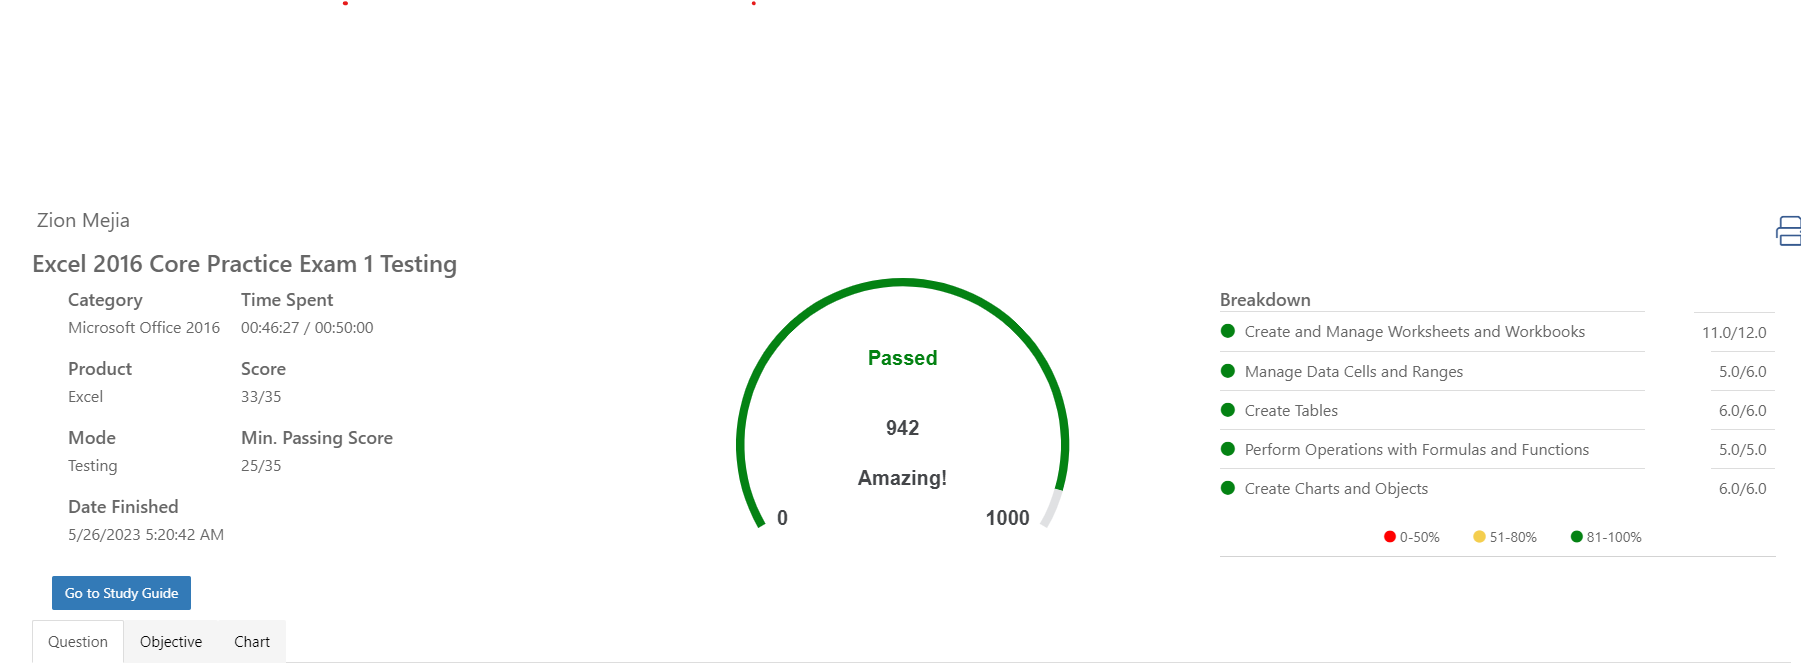 Zion Mejia
Excel 2016 Core Practice Exam 1 Testing
Category
Time Spent
Microsoft Office 2016
00:46:27 / 00:50:00
Product
Score
Excel
33/35
Mode
Min. Passing Score
Testing
25/35
Date Finished
5/26/2023 5:20:42 AM
Passed
942
Amazing!
0
1000
Breakdown
Create and Manage Worksheets and Workbooks 11.0/12.0
Manage Data Cells and Ranges 5.0/6.0
Create Tables 6.0/6.0
Perform Operations with Formulas and Functions 5.0/5.0
Create Charts and Objects 6.0/6.0
0-50% 51-80% 81-100%
Go to Study Guide
Question Objective Chart